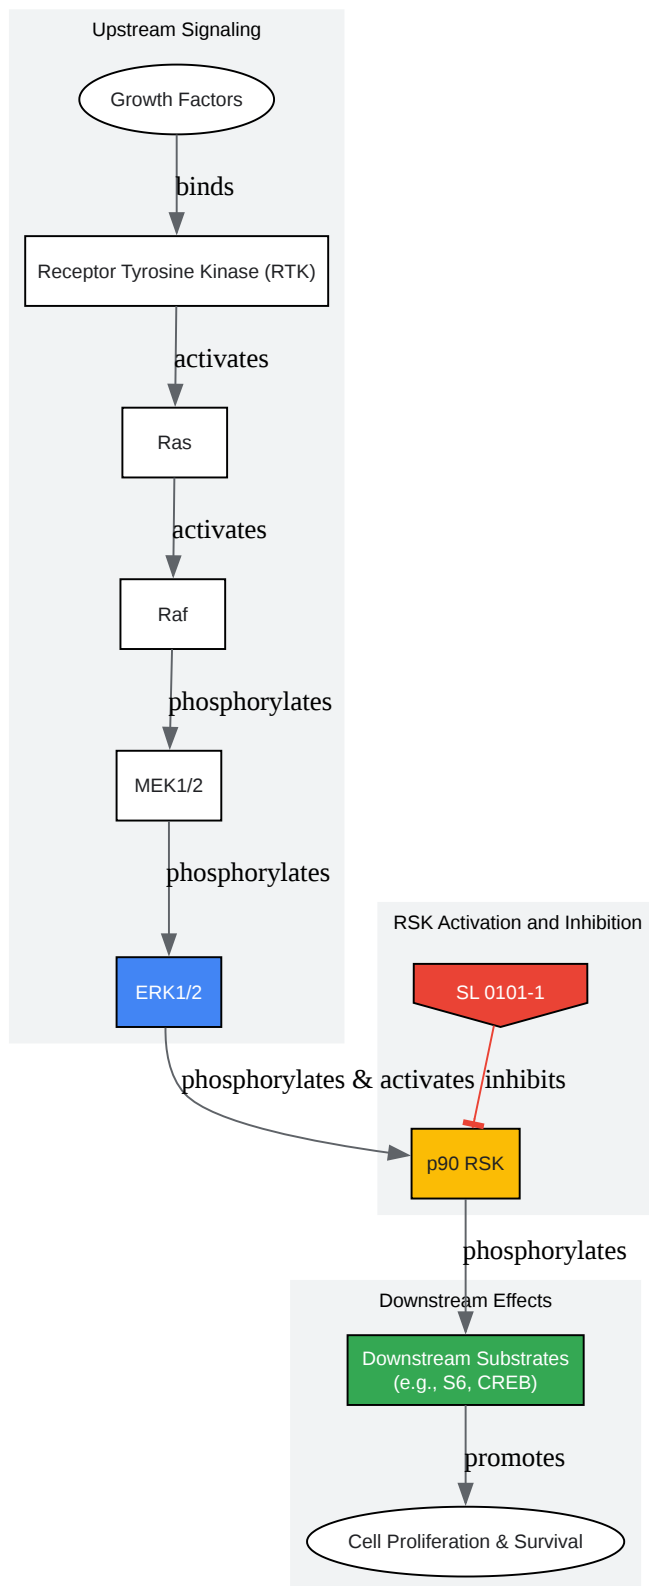 Upstream Signaling
Growth Factors
binds
Receptor Tyrosine Kinase (RTK)
activates
Ras
activates
Raf
phosphorylates
MEK1/2
phosphorylates
ERK1/2
RSK Activation and Inhibition
SL 0101-1
phosphorylates & activates
inhibits
p90 RSK
phosphorylates
Downstream Effects
Downstream Substrates
(e.g., S6, CREB)
promotes
Cell Proliferation & Survival